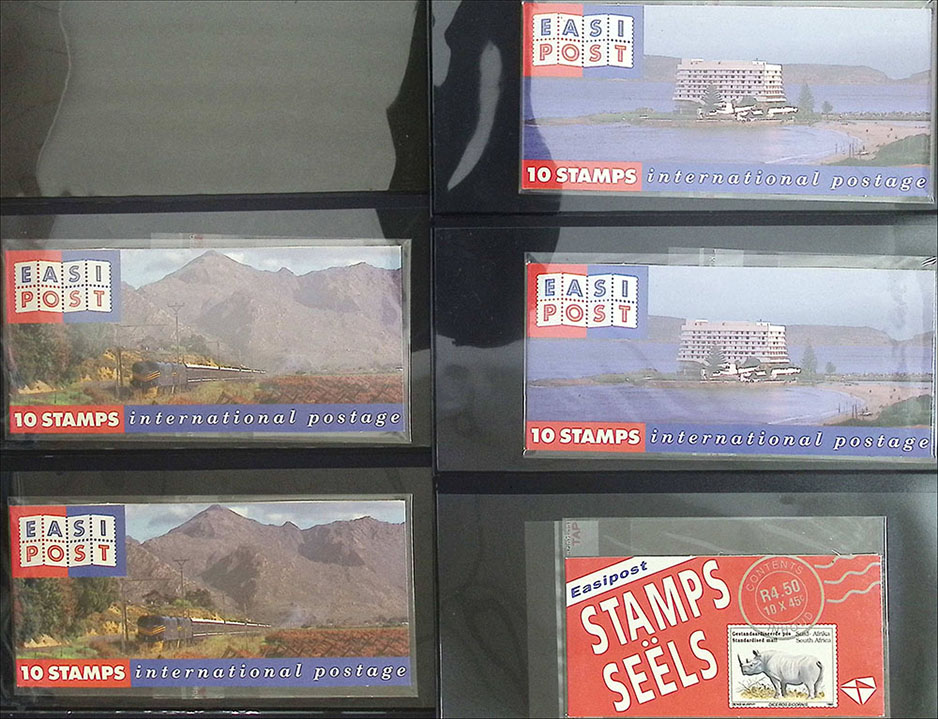 EASI
POST
10 STAMPS international postage
EASI
POST
10 STAMPS international postage
EASI
POST
10 STAMPS international postage
EASI
POST
10 STAMPS international postage
TAP
Easipost
STAMPS
SEËLS
CONTENTS
R4.50
10 X 45c
INHOUD
Gestandaardiseerde pos
Standardised mail
Suid-Afrika
South Africa